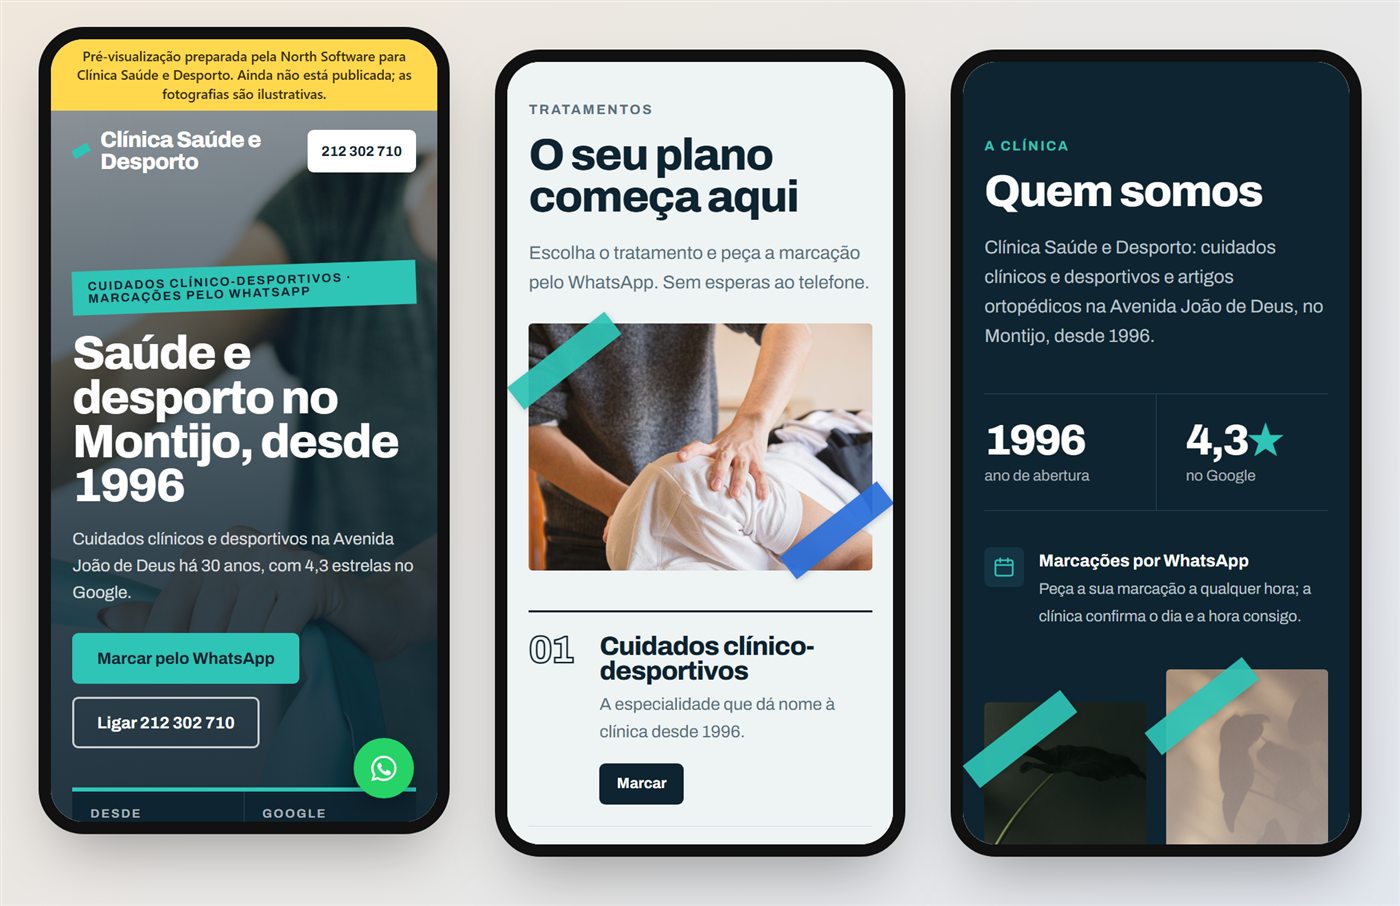 Pré-visualização preparada pela North Software para
Clínica Saúde e Desporto. Ainda não está publicada; as
fotografias são ilustrativas.
Clínica Saúde e
Desporto
212 302 710
CUIDADOS CLÍNICO-DESPORTIVOS ·
MARCAÇÕES PELO WHATSAPP
Saúde e
desporto no
Montijo, desde
1996
Cuidados clínicos e desportivos na Avenida
João de Deus há 30 anos, com 4,3 estrelas no
Google.
Marcar pelo WhatsApp
Ligar 212 302 710
DESDE
GOOGLE
TRATAMENTOS
O seu plano
começa aqui
Escolha o tratamento e peça a marcação
pelo WhatsApp. Sem esperas ao telefone.
01
Cuidados clínico-
desportivos
A especialidade que dá nome à
clínica desde 1996.
Marcar
A CLÍNICA
Quem somos
Clínica Saúde e Desporto: cuidados
clínicos e desportivos e artigos
ortopédicos na Avenida João de Deus, no
Montijo, desde 1996.
1996
ano de abertura
4,3★
no Google
Marcações por WhatsApp
Peça a sua marcação a qualquer hora; a
clínica confirma o dia e a hora consigo.